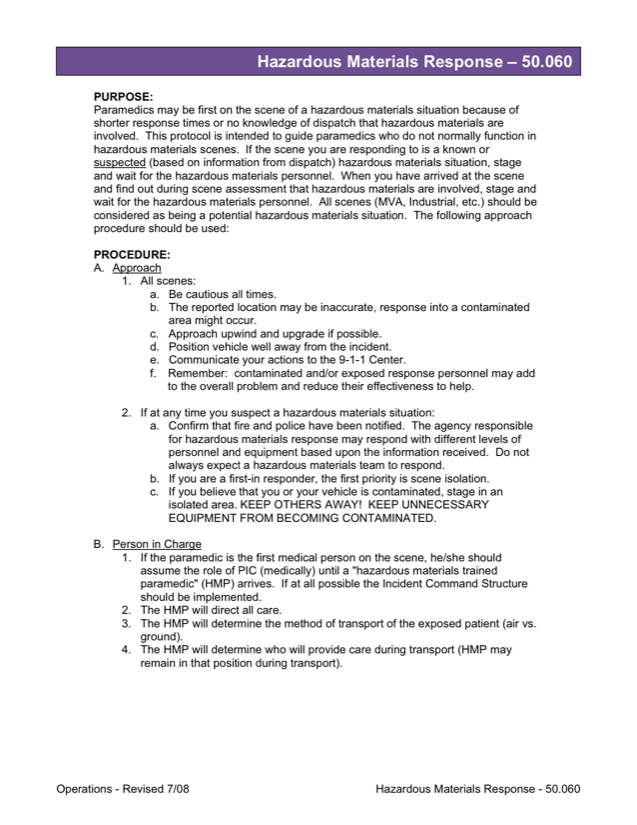 Hazardous Materials Response – 50.060
PURPOSE:
Paramedics may be first on the scene of a hazardous materials situation because of
shorter response times or no knowledge of dispatch that hazardous materials are
involved.  This protocol is intended to guide paramedics who do not normally function in
hazardous materials scenes.  If the scene you are responding to is a known or
suspected (based on information from dispatch) hazardous materials situation, stage
and wait for the hazardous materials personnel.  When you have arrived at the scene
and find out during scene assessment that hazardous materials are involved, stage and
wait for the hazardous materials personnel.  All scenes (MVA, Industrial, etc.) should be
considered as being a potential hazardous materials situation.  The following approach
procedure should be used:
PROCEDURE:
A. Approach
1. All scenes:
a. Be cautious all times.
b. The reported location may be inaccurate, response into a contaminated
area might occur.
c. Approach upwind and upgrade if possible.
d. Position vehicle well away from the incident.
e. Communicate your actions to the 9-1-1 Center.
f. Remember:  contaminated and/or exposed response personnel may add
to the overall problem and reduce their effectiveness to help.
2. If at any time you suspect a hazardous materials situation:
a. Confirm that fire and police have been notified.  The agency responsible
for hazardous materials response may respond with different levels of
personnel and equipment based upon the information received.  Do not
always expect a hazardous materials team to respond.
b. If you are a first-in responder, the first priority is scene isolation.
c. If you believe that you or your vehicle is contaminated, stage in an
isolated area. KEEP OTHERS AWAY!  KEEP UNNECESSARY
EQUIPMENT FROM BECOMING CONTAMINATED.
B. Person in Charge
1. If the paramedic is the first medical person on the scene, he/she should
assume the role of PIC (medically) until a "hazardous materials trained
paramedic" (HMP) arrives.  If at all possible the Incident Command Structure
should be implemented.
2. The HMP will direct all care.
3. The HMP will determine the method of transport of the exposed patient (air vs.
ground).
4. The HMP will determine who will provide care during transport (HMP may
remain in that position during transport).
Operations - Revised 7/08 Hazardous Materials Response - 50.060